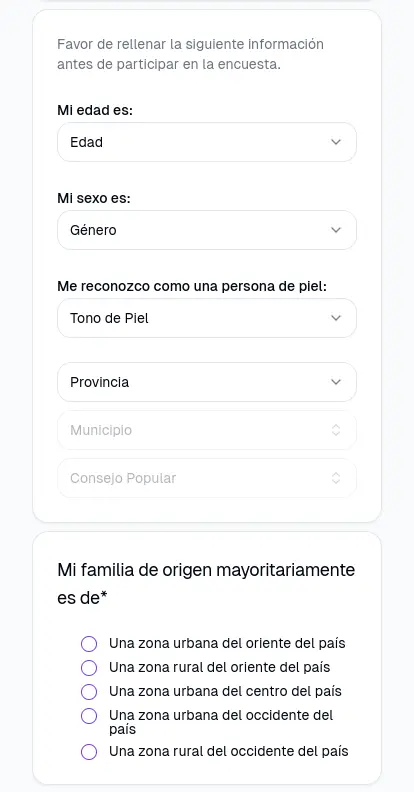 Favor de rellenar la siguiente información
antes de participar en la encuesta.
Mi edad es:
Edad
Mi sexo es:
Género
Me reconozco como una persona de piel:
Tono de Piel
Provincia
Municipio
Consejo Popular
Mi familia de origen mayoritariamente
es de*
Una zona urbana del oriente del país
Una zona rural del oriente del país
Una zona urbana del centro del país
Una zona urbana del occidente del
país
Una zona rural del occidente del país